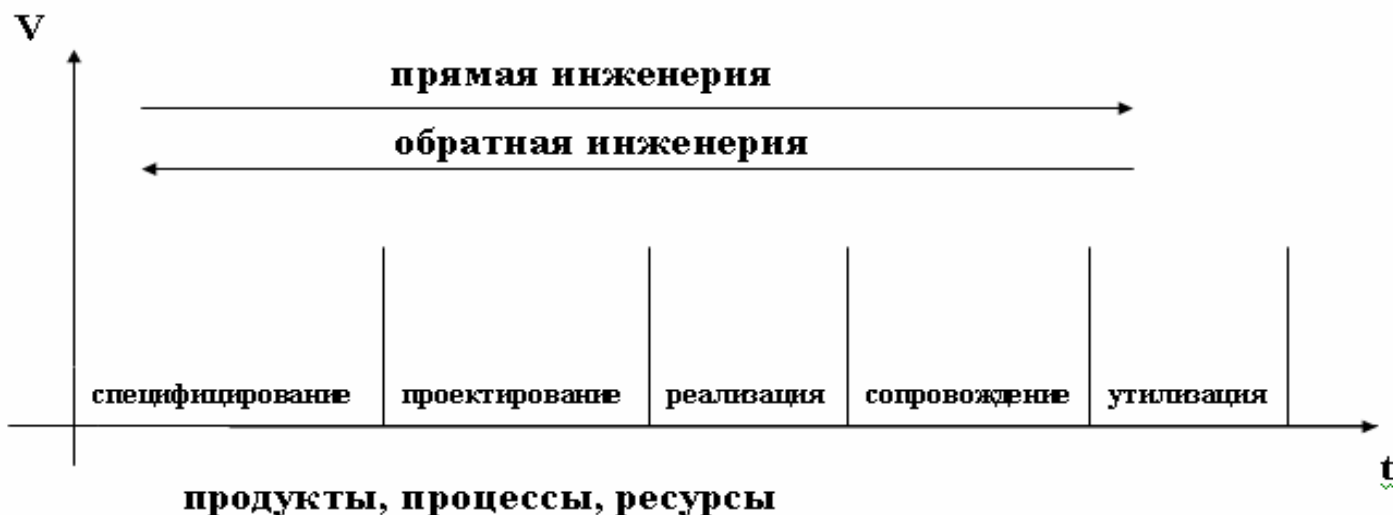 V
прямая инженерия
обратная инженерия
специфицирование проектирование реализация сопровождение утилизация
t
продукты, процессы, ресурсы